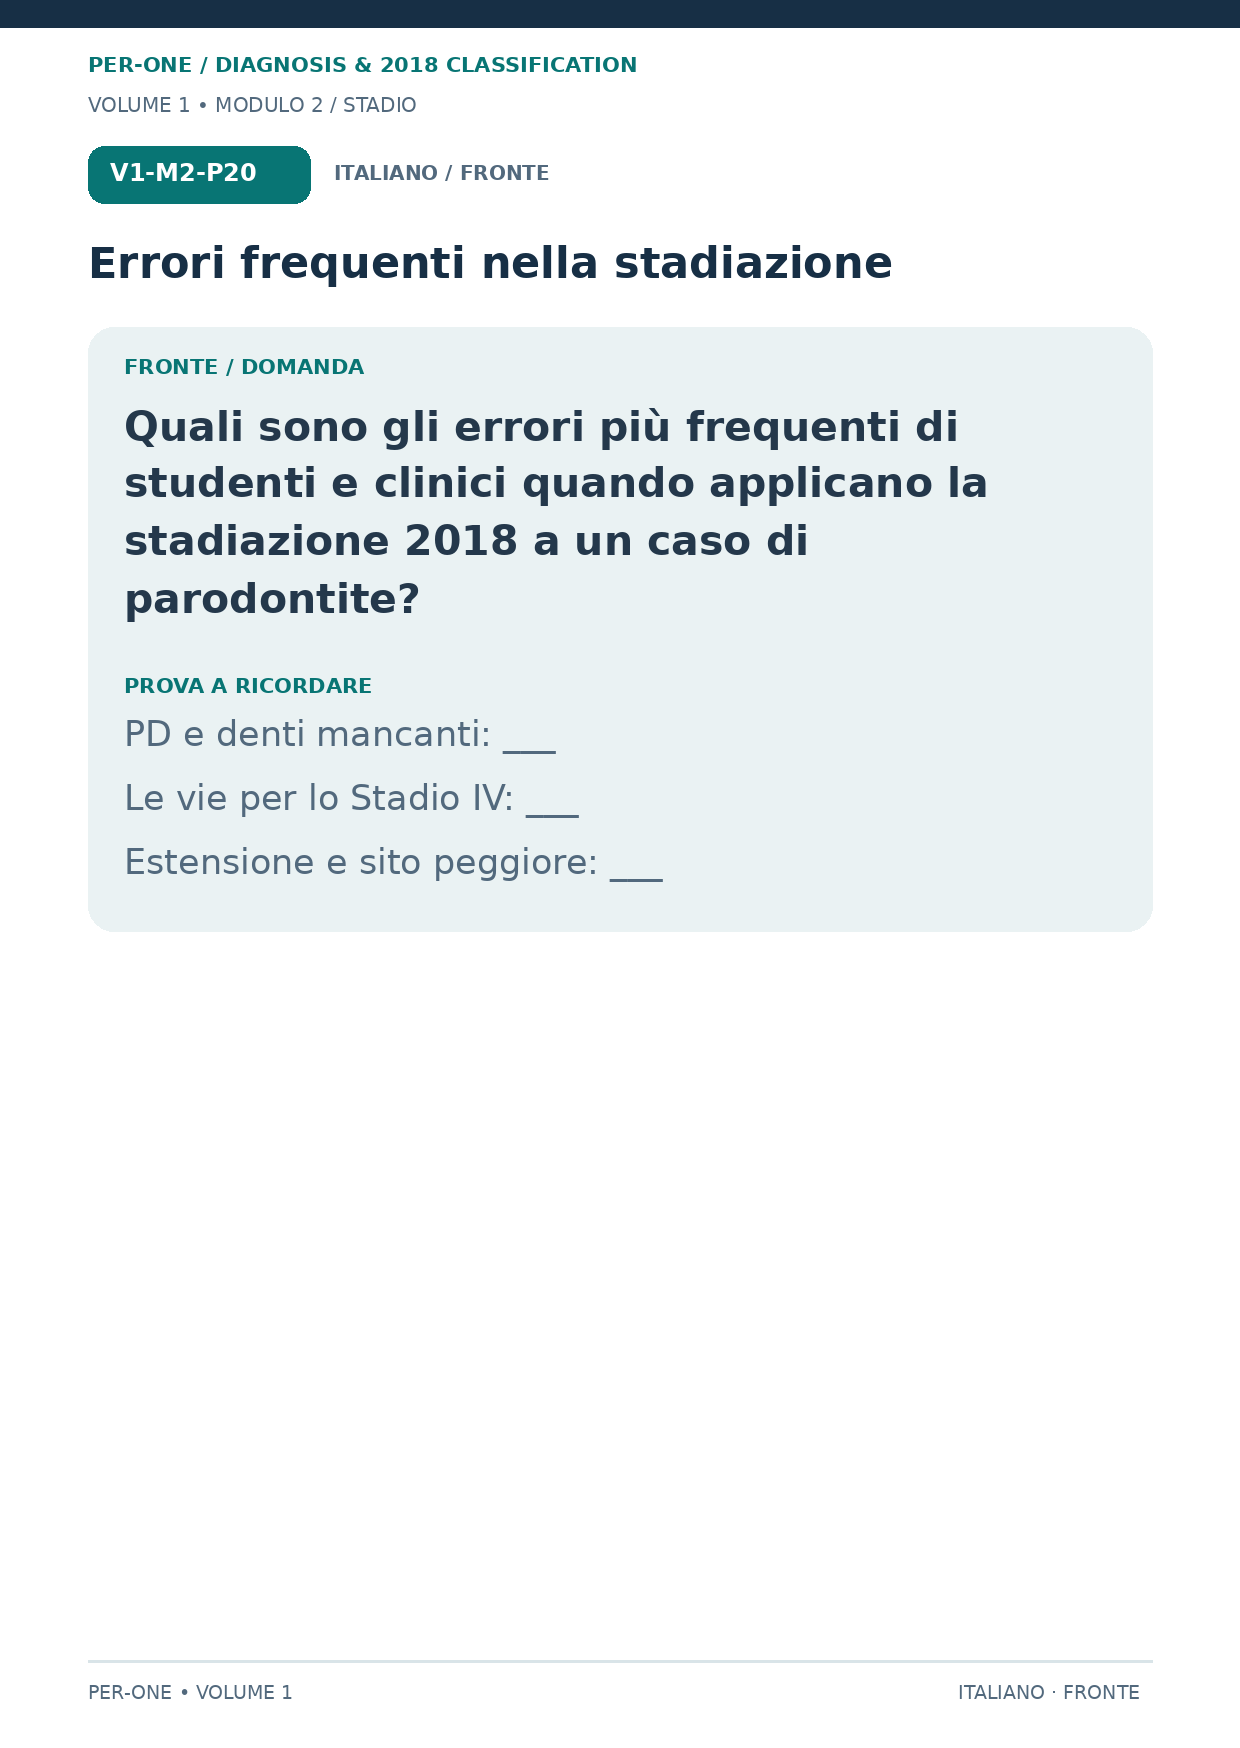 PER-ONE / DIAGNOSIS & 2018 CLASSIFICATION
VOLUME 1 • MODULO 2 / STADIO
V1-M2-P20
ITALIANO / FRONTE
Errori frequenti nella stadiazione
FRONTE / DOMANDA
Quali sono gli errori più frequenti di
studenti e clinici quando applicano la
stadiazione 2018 a un caso di
parodontite?
PROVA A RICORDARE
PD e denti mancanti: ___
Le vie per lo Stadio IV: ___
Estensione e sito peggiore: ___
PER-ONE • VOLUME 1
ITALIANO · FRONTE